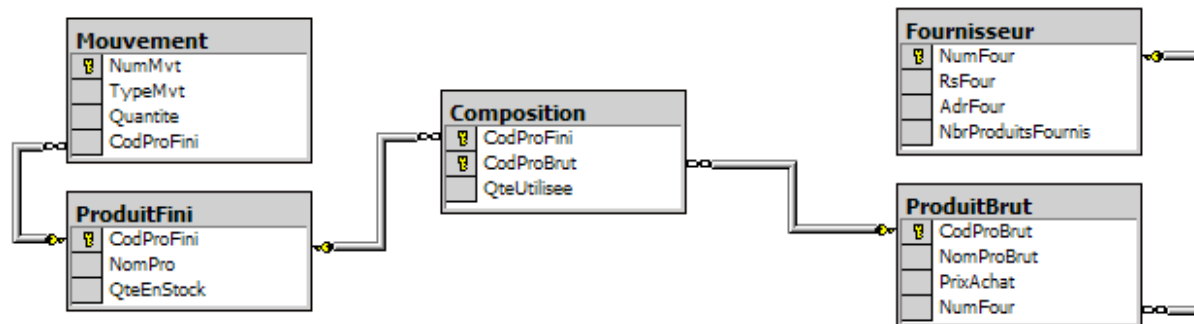 Mouvement
NumMvt
TypeMvt
Quantite
CodProFini
ProduitFini
CodProFini
NomPro
QteEnStock
Composition
CodProFini
CodProBrut
QteUtilisee
Fournisseur
NumFour
RsFour
AdrFour
NbrProduitsFournis
ProduitBrut
CodProBrut
NomProBrut
PrixAchat
NumFour